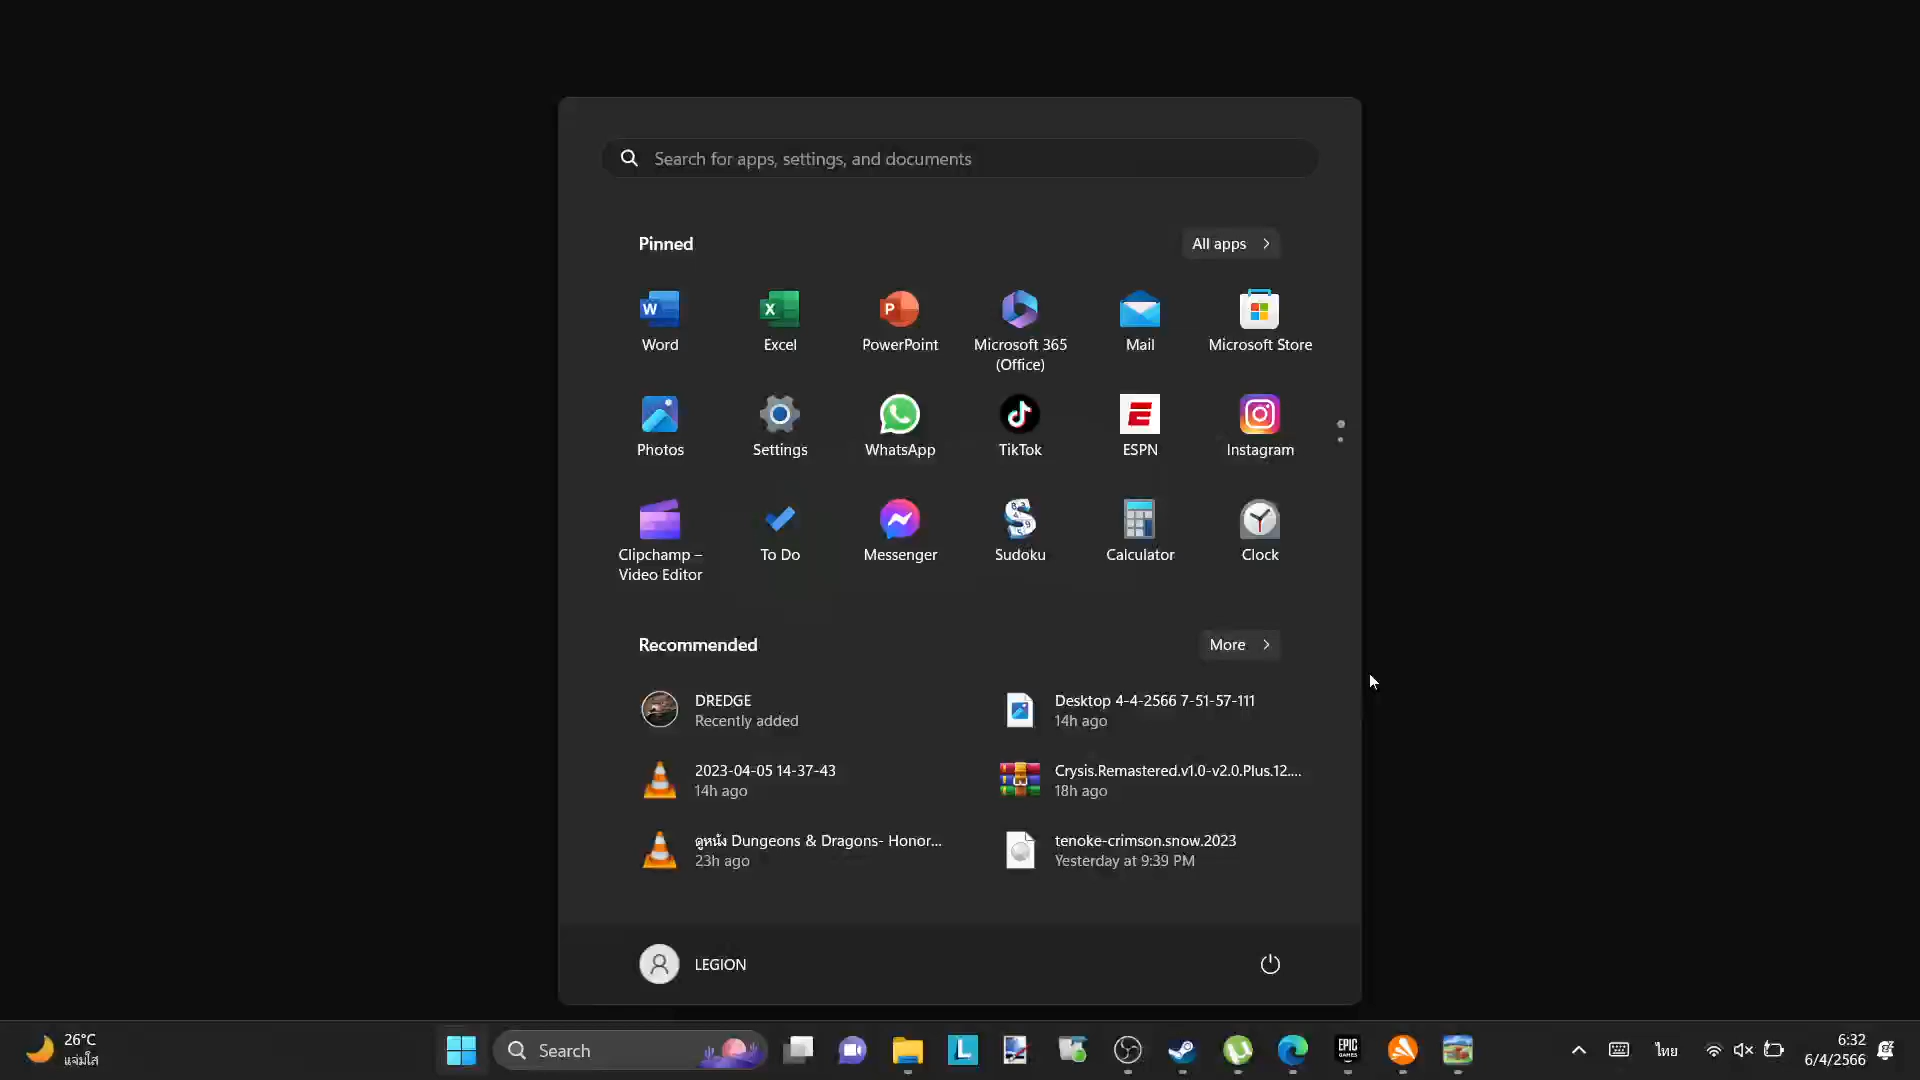 Search for apps, settings, and documents
Pinned
All apps
Word
Excel
PowerPoint
Microsoft 365
(Office)
Mail
Microsoft Store
Photos
Settings
WhatsApp
TikTok
ESPN
Instagram
Clipchamp –
Video Editor
To Do
Messenger
Sudoku
Calculator
Clock
Recommended
More
DREDGE
Recently added
Desktop 4-4-2566 7-51-57-111
14h ago
2023-04-05 14-37-43
14h ago
Crysis.Remastered.v1.0-v2.0.Plus.12....
18h ago
ดูหนัง Dungeons & Dragons- Honor...
23h ago
tenoke-crimson.snow.2023
Yesterday at 9:39 PM
LEGION
26°C
แจ่มใส
Search
EPIC
GAMES
ไทย
6:32
6/4/2566